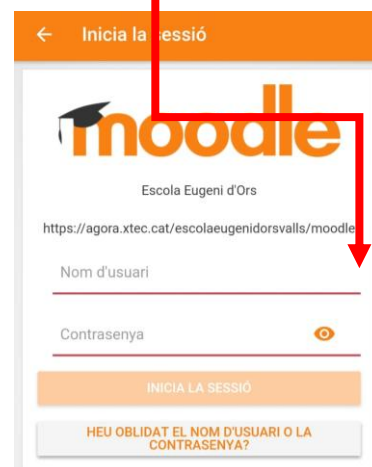 Inicia la sessió
moodle
Escola Eugeni d'Ors
https://agora.xtec.cat/escolaeugenidorsvalls/moodle
Nom d'usuari
Contrasenya
INICIA LA SESSIÓ
HEU OBLIDAT EL NOM D'USUARI O LA
CONTRASENYA?